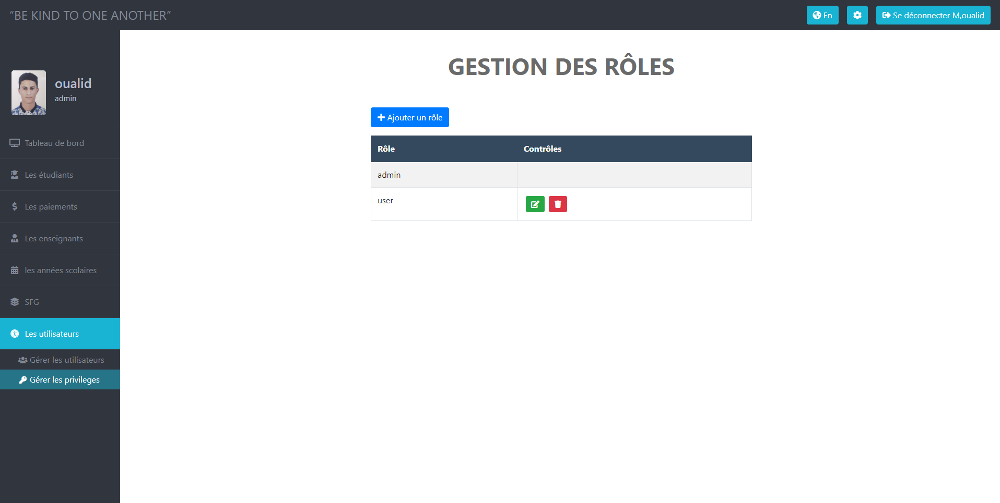 “BE KIND TO ONE ANOTHER”
En
Se déconnecter M,oualid
oualid
admin
Tableau de bord
Les étudiants
Les paiements
Les enseignants
les années scolaires
SFG
Les utilisateurs
Gérer les utilisateurs
Gérer les privileges
GESTION DES RÔLES
Ajouter un rôle
Rôle Contrôles
admin
user